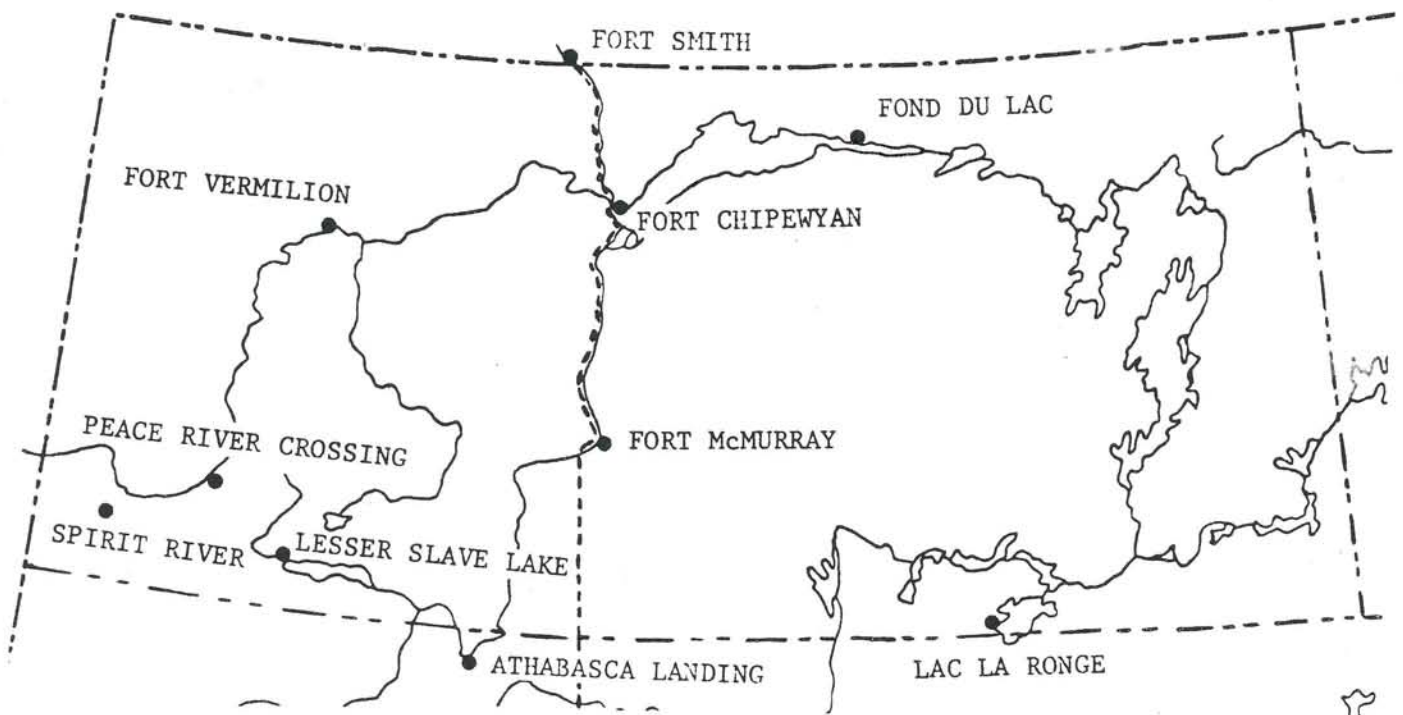 FORT SMITH
FOND DU LAC
FORT VERMILION
FORT CHIPEWYAN
PEACE RIVER CROSSING
FORT McMURRAY
SPIRIT RIVER
LESSER SLAVE LAKE
ATHABASCA LANDING
LAC LA RONGE